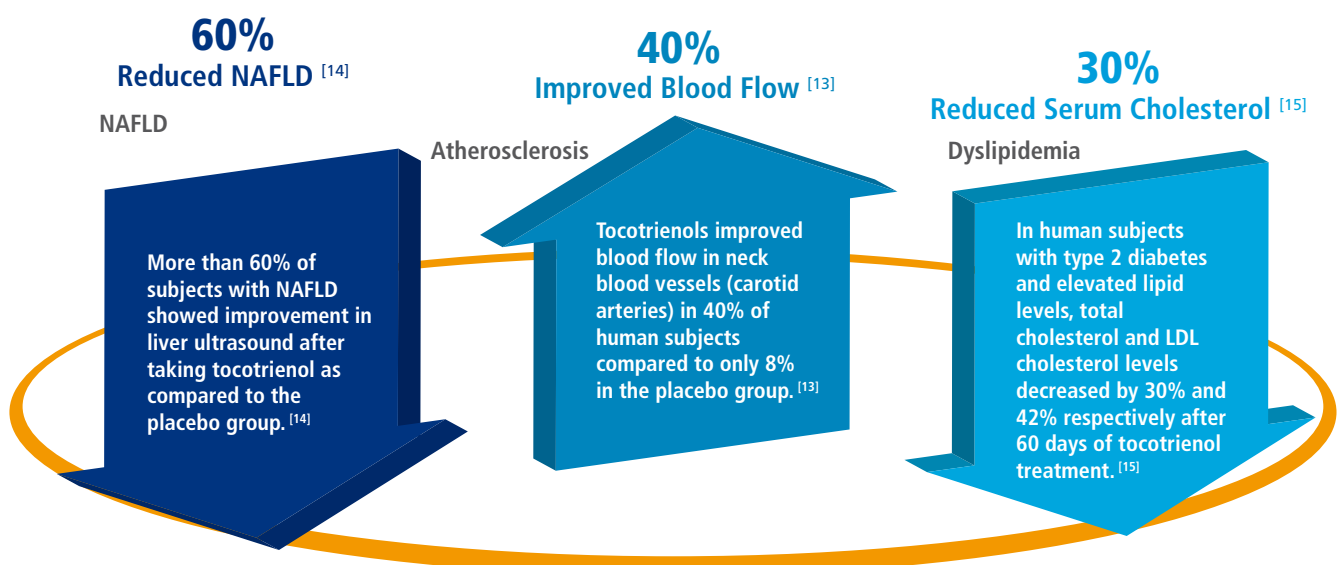 60%
Reduced NAFLD [14]
NAFLD
More than 60% of
subjects with NAFLD
showed improvement in
liver ultrasound after
taking tocotrienol as
compared to the
placebo group. [14]
40%
Improved Blood Flow [13]
Atherosclerosis
Tocotrienols improved
blood flow in neck
blood vessels (carotid
arteries) in 40% of
human subjects
compared to only 8%
in the placebo group. [13]
30%
Reduced Serum Cholesterol [15]
Dyslipidemia
In human subjects
with type 2 diabetes
and elevated lipid
levels, total
cholesterol and LDL
cholesterol levels
decreased by 30% and
42% respectively after
60 days of tocotrienol
treatment. [15]